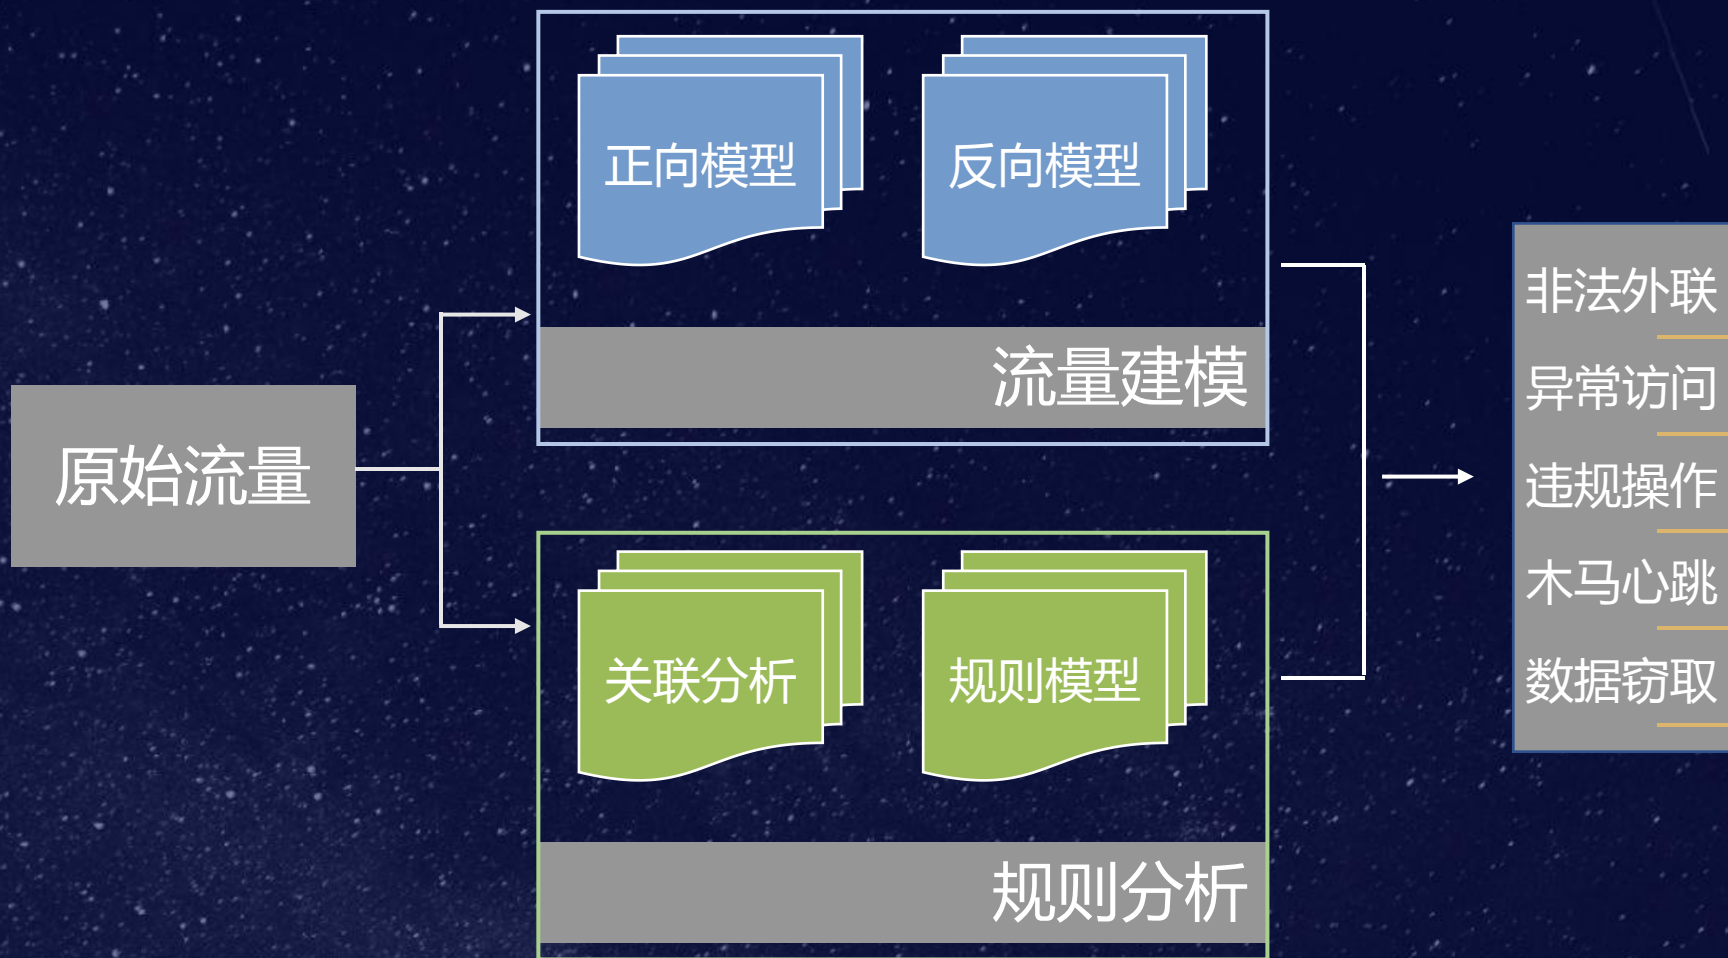 原始流量
正向模型
反向模型
流量建模
关联分析
规则模型
规则分析
非法外联
异常访问
违规操作
木马心跳
数据窃取